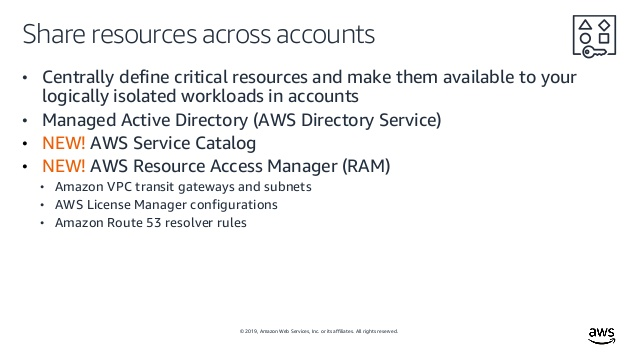 Share resources across accounts
• Centrally define critical resources and make them available to your
logically isolated workloads in accounts
• Managed Active Directory (AWS Directory Service)
• NEW! AWS Service Catalog
• NEW! AWS Resource Access Manager (RAM)
• Amazon VPC transit gateways and subnets
• AWS License Manager configurations
• Amazon Route 53 resolver rules
© 2019, Amazon Web Services, Inc. or its affiliates. All rights reserved.
aws